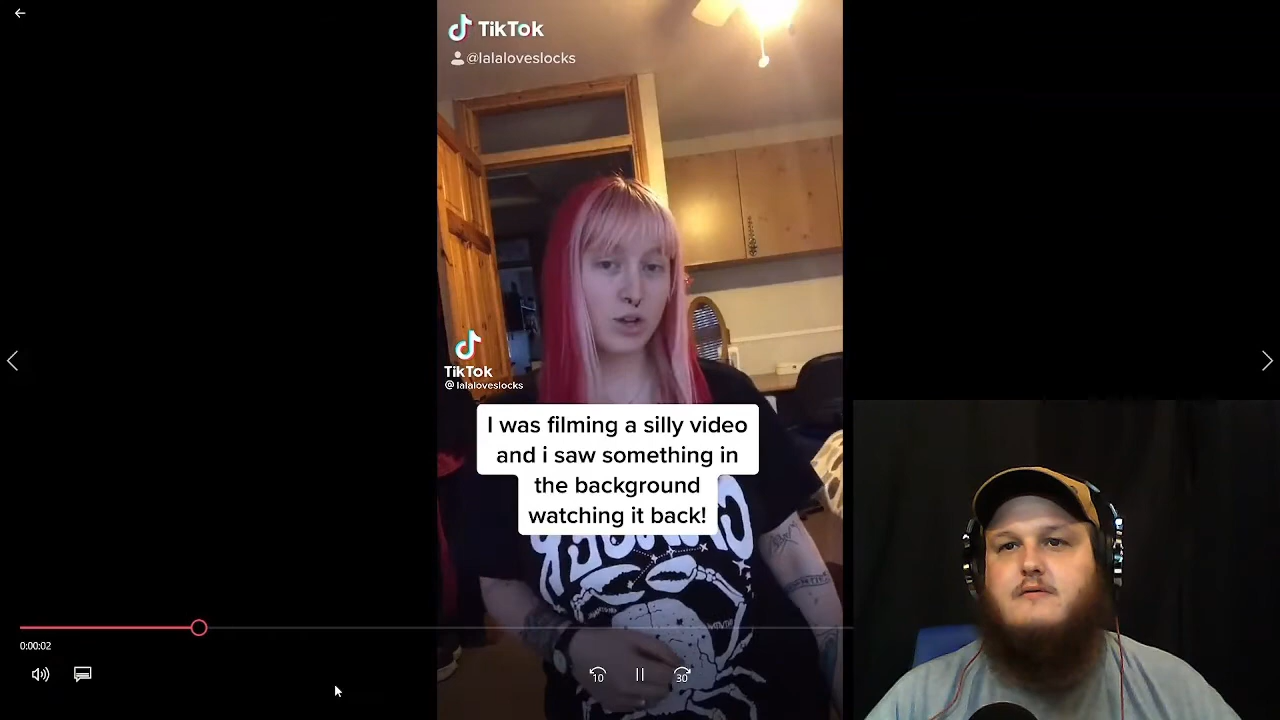 TikTok
@lalaloveslocks
TikTok
@lalaloveslocks
I was filming a silly video
and i saw something in
the background
watching it back!
0:00:02
10
30